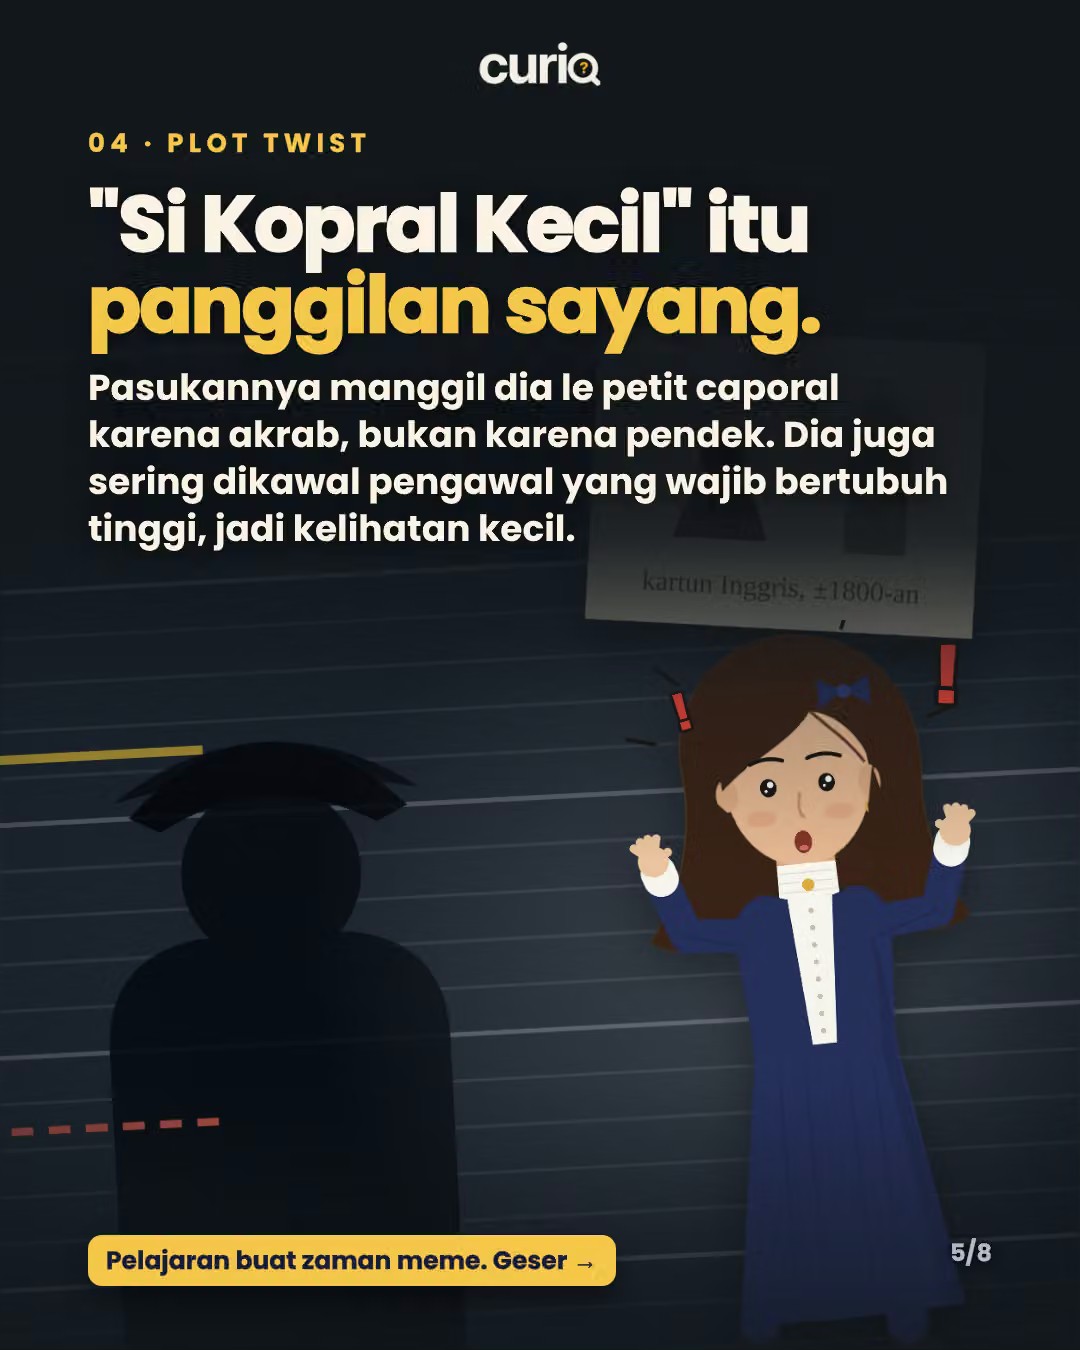 curio
04 · PLOT TWIST
"Si Kopral Kecil" itu
panggilan sayang.
Pasukannya manggil dia le petit caporal
karena akrab, bukan karena pendek. Dia juga
sering dikawal pengawal yang wajib bertubuh
tinggi, jadi kelihatan kecil.
kartun Inggris, ±1800-an
!
!
Pelajaran buat zaman meme. Geser →
5/8